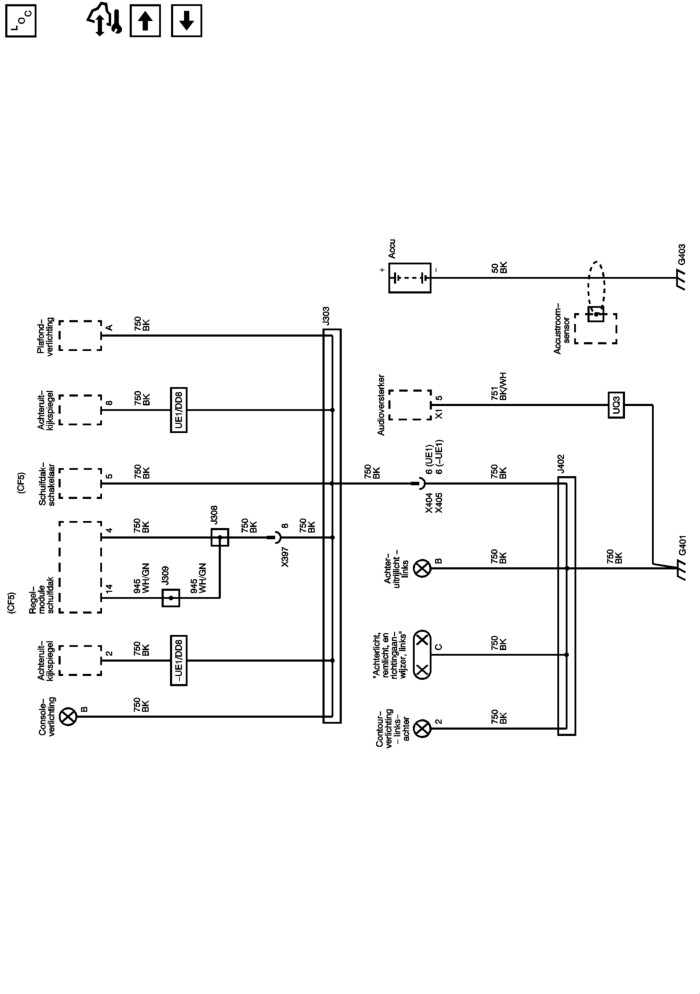 LOC
Console-
verlichting
B
750
BK
Achteruit-
kijkspiegel
2
750
BK
–UE1/DD8
(CF5)
Regel-
module
schuifdak
14
945
WH/GN
J309
945
WH/GN
4
750
BK
J308
750
BK
8
X397
750
BK
(CF5)
Schuifdak-
schakelaar
5
750
BK
Achteruit-
kijkspiegel
8
750
BK
UE1/DD8
Plafond-
verlichting
A
750
BK
J303
750
BK
6 (UE1)
6 (–UE1)
X404
X405
750
BK
J402
Contour-
verlichting
– links-
achter
2
750
BK
"Achterlicht,
remlicht, en
richtingaan-
wijzer, links"
C
750
BK
Achter-
uitrijlicht –
links
B
750
BK
750
BK
G401
Audioversterker
5
X1
751
BK/WH
UQ3
Accu
+
–
50
BK
Accustroom-
sensor
G403